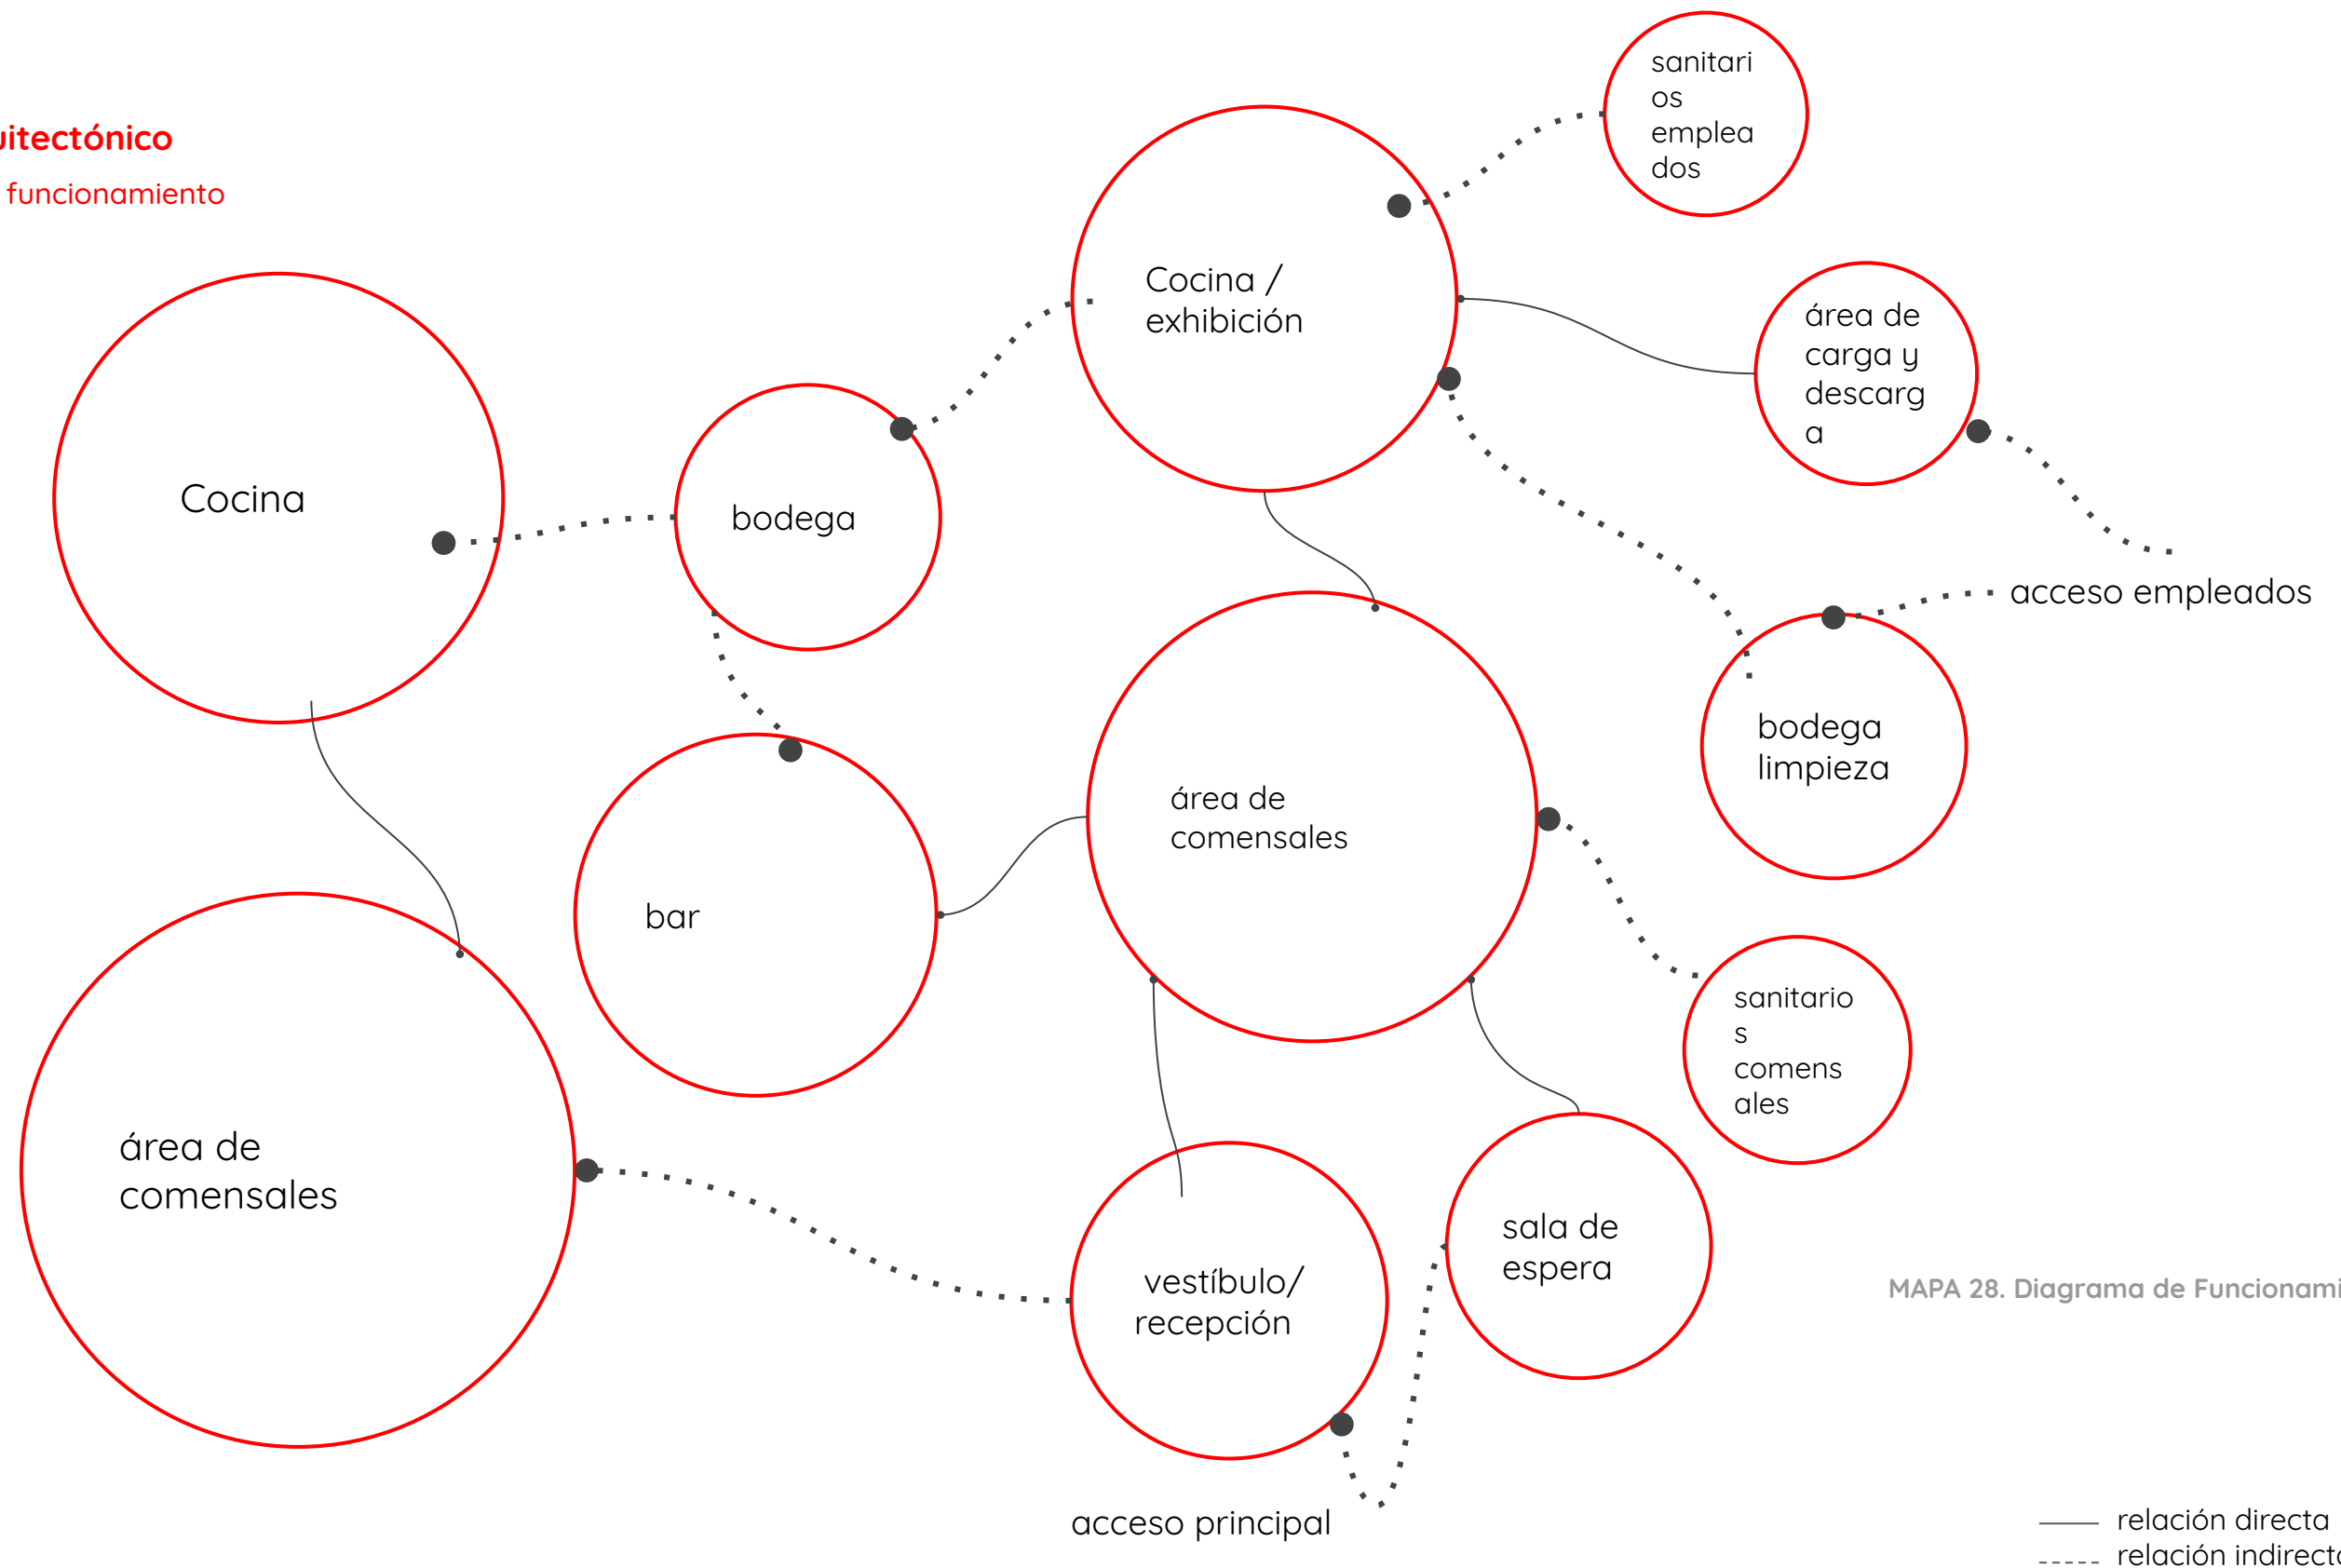 uitectónico
funcionamiento
sanitari
os
emplea
dos
Cocina /
exhibición
área de
carga y
descarg
a
Cocina
bodega
acceso empleados
bodega
limpieza
área de
comensales
bar
sanitario
s
comens
ales
área de
comensales
sala de
espera
vestíbulo/
recepción
MAPA 28. Diagrama de Funcionami
acceso principal
relación directa
relación indirecta